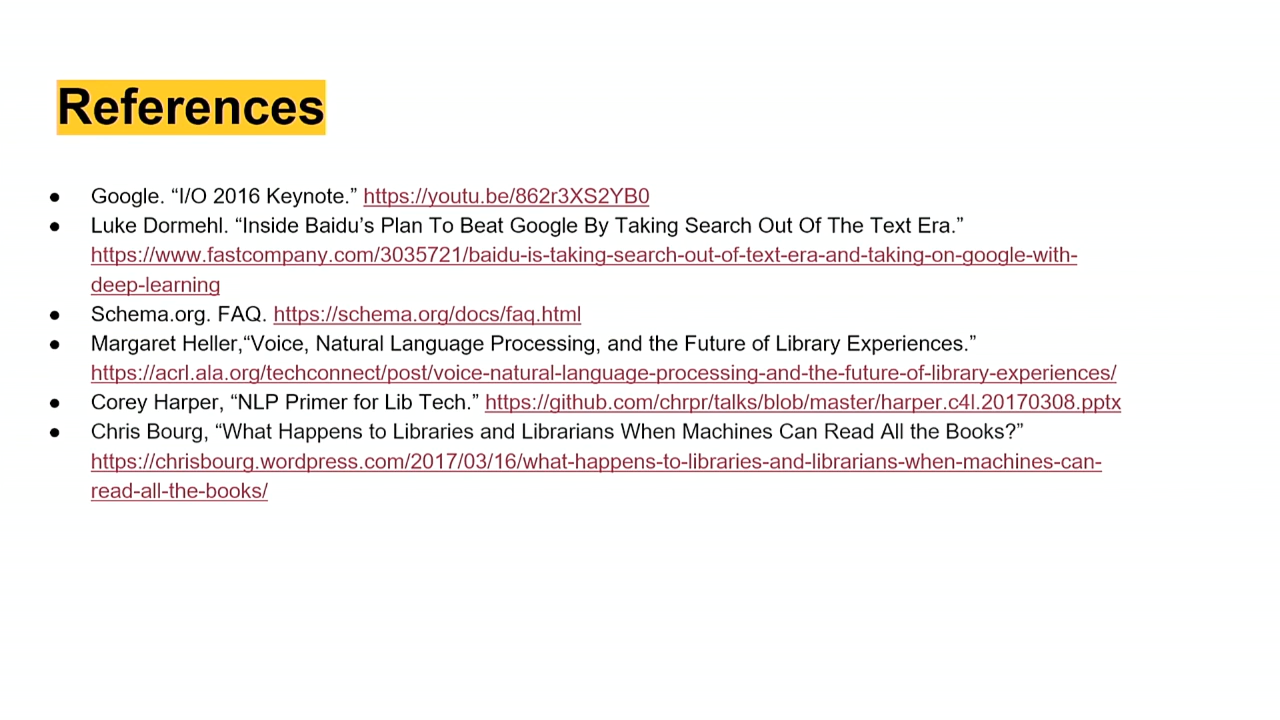 References
● Google. “I/O 2016 Keynote.” https://youtu.be/862r3XS2YB0
● Luke Dormehl. “Inside Baidu’s Plan To Beat Google By Taking Search Out Of The Text Era.”
https://www.fastcompany.com/3035721/baidu-is-taking-search-out-of-text-era-and-taking-on-google-with-
deep-learning
● Schema.org. FAQ. https://schema.org/docs/faq.html
● Margaret Heller,“Voice, Natural Language Processing, and the Future of Library Experiences.”
https://acrl.ala.org/techconnect/post/voice-natural-language-processing-and-the-future-of-library-experiences/
● Corey Harper, “NLP Primer for Lib Tech.” https://github.com/chrpr/talks/blob/master/harper.c4l.20170308.pptx
● Chris Bourg, “What Happens to Libraries and Librarians When Machines Can Read All the Books?”
https://chrisbourg.wordpress.com/2017/03/16/what-happens-to-libraries-and-librarians-when-machines-can-
read-all-the-books/